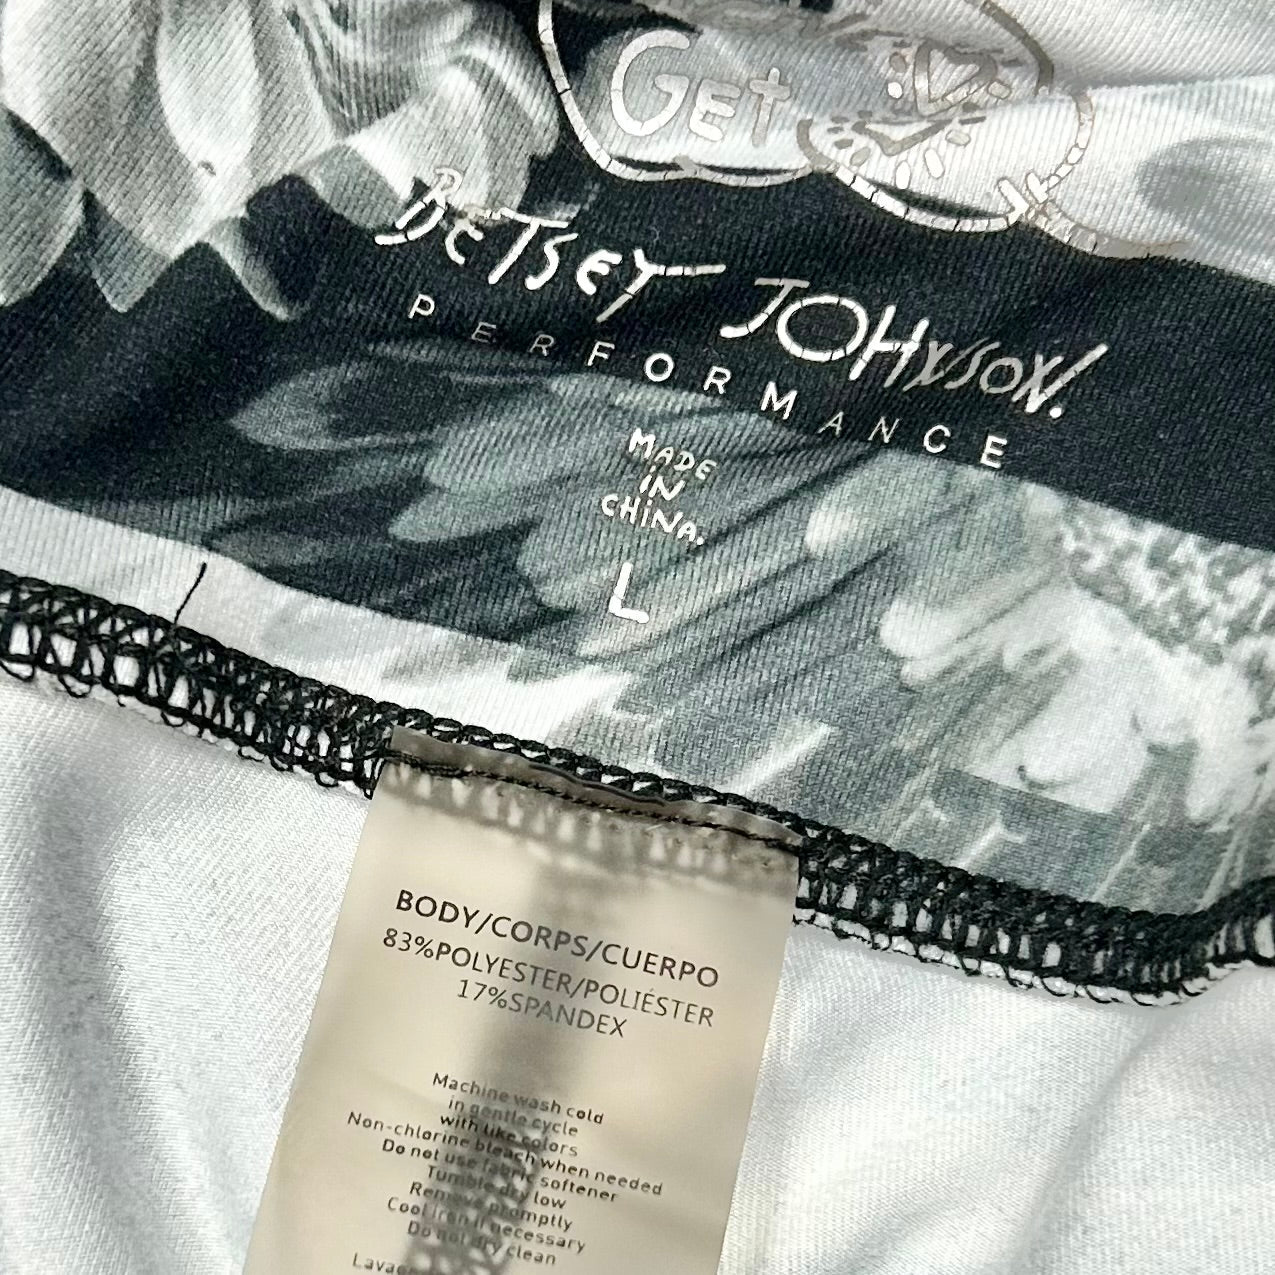 GET
BETSEY JOHNSON.
PERFORMANCE
MADE
IN
CHINA.
L
BODY/CORPS/CUERPO
83%POLYESTER/POLIÉSTER
17%SPANDEX
Machine wash cold
in gentle cycle
with like colors
Non-chlorine bleach when needed
Do not use fabric softener
Tumble dry low
Remove promptly
Cool iron if necessary
Do not dry clean